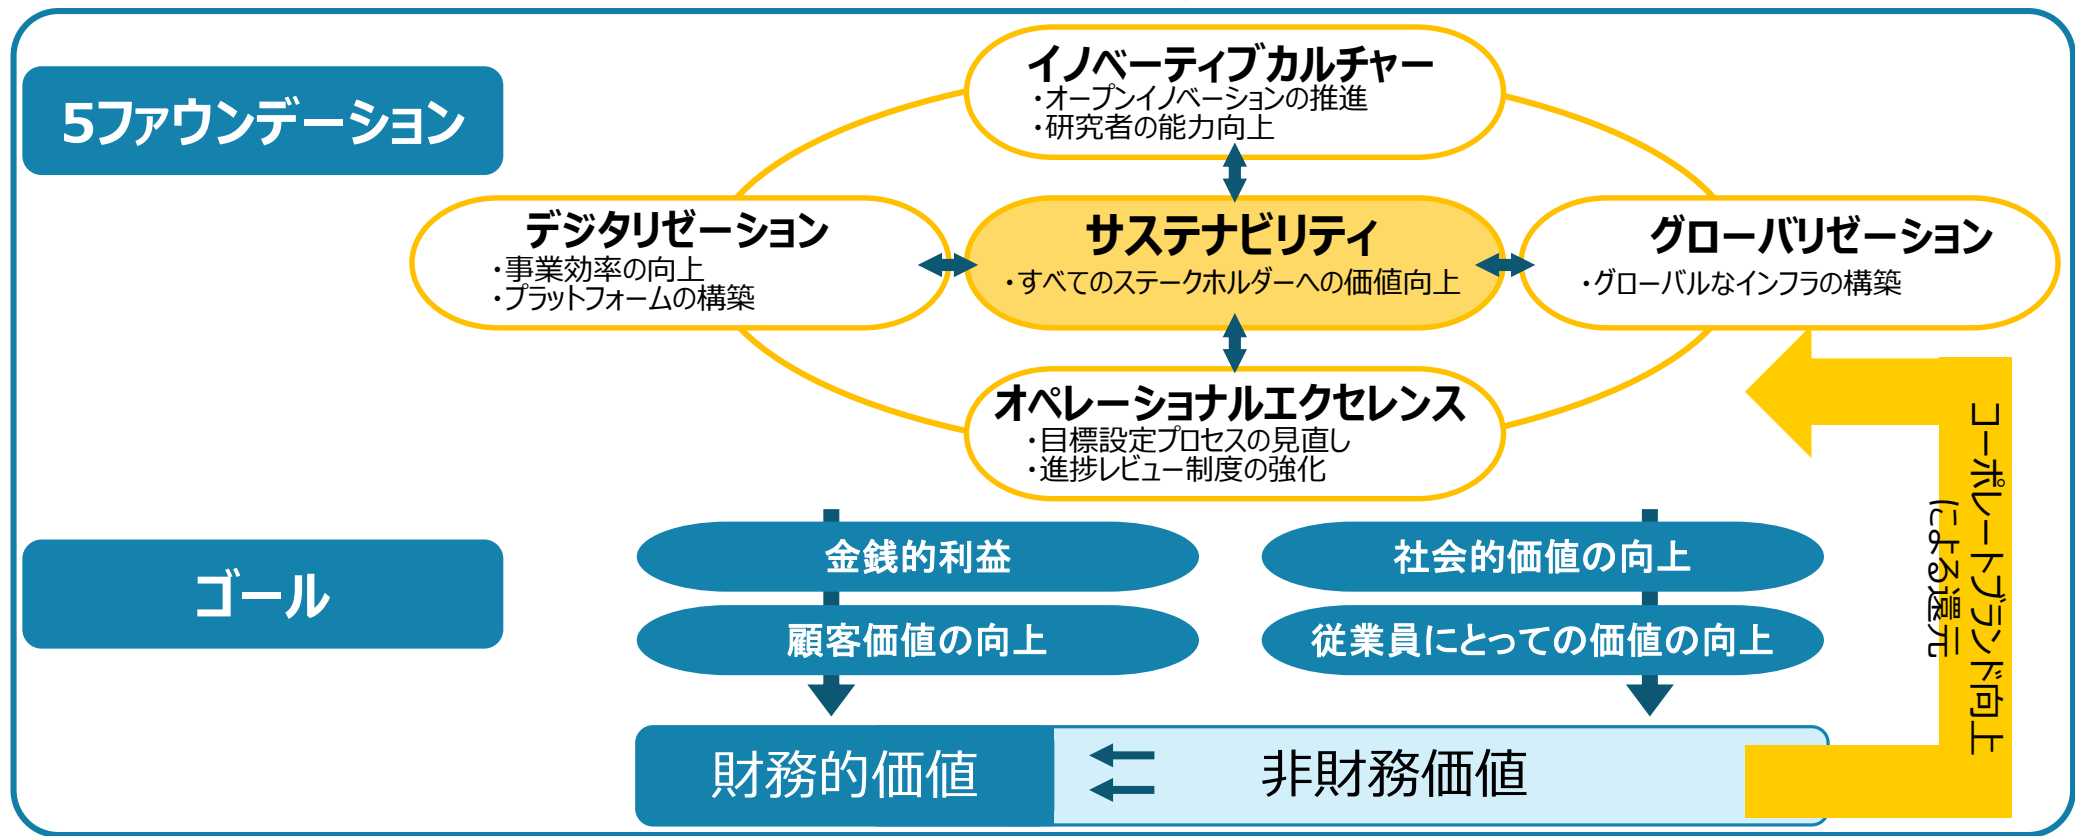 5ファウンデーション
イノベーティブカルチャー
・オープンイノベーションの推進
・研究者の能力向上
デジタリゼーション
・事業効率の向上
・プラットフォームの構築
サステナビリティ
・すべてのステークホルダーへの価値向上
グローバリゼーション
・グローバルなインフラの構築
オペレーショナルエクセレンス
・目標設定プロセスの見直し
・進捗レビュー制度の強化
コーポレートブランド向上
による還元
ゴール
金銭的利益
社会的価値の向上
顧客価値の向上
従業員にとっての価値の向上
財務的価値
非財務価値